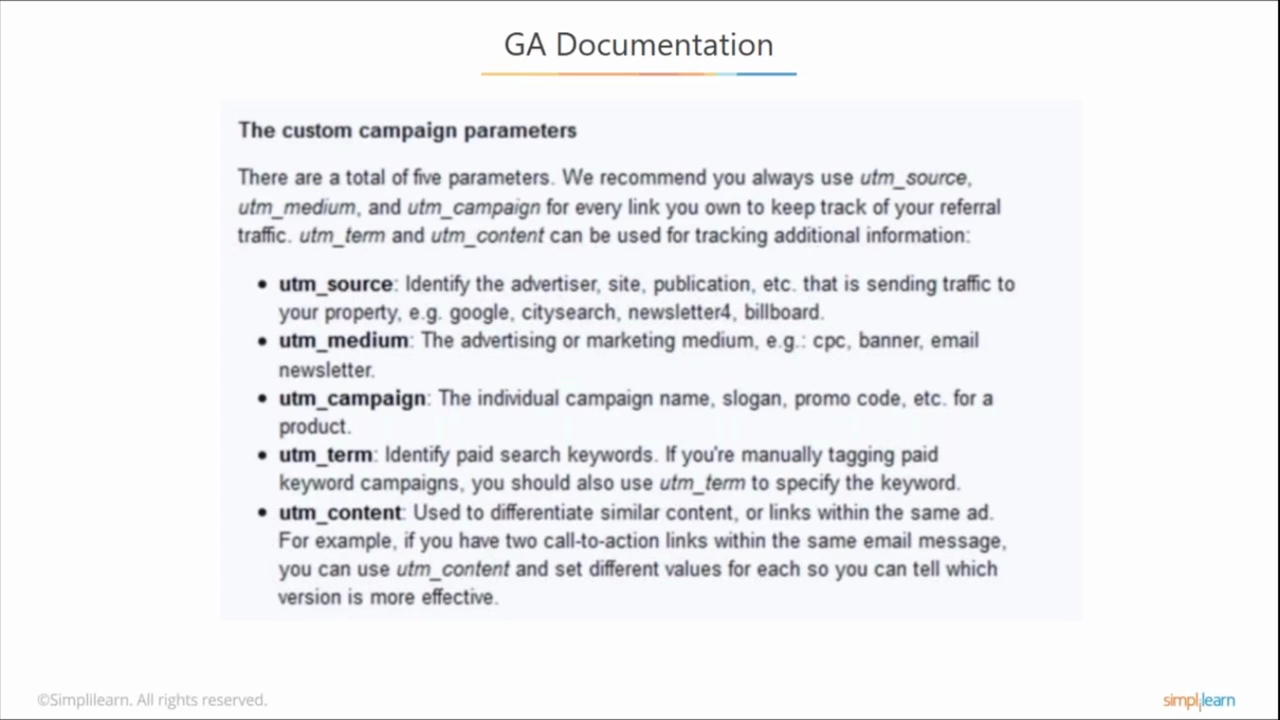 GA Documentation
The custom campaign parameters
There are a total of five parameters. We recommend you always use utm_source,
utm_medium, and utm_campaign for every link you own to keep track of your referral
traffic. utm_term and utm_content can be used for tracking additional information:
• utm_source: Identify the advertiser, site, publication, etc. that is sending traffic to
your property, e.g. google, citysearch, newsletter4, billboard.
• utm_medium: The advertising or marketing medium, e.g.: cpc, banner, email
newsletter.
• utm_campaign: The individual campaign name, slogan, promo code, etc. for a
product.
• utm_term: Identify paid search keywords. If you're manually tagging paid
keyword campaigns, you should also use utm_term to specify the keyword.
• utm_content: Used to differentiate similar content, or links within the same ad.
For example, if you have two call-to-action links within the same email message,
you can use utm_content and set different values for each so you can tell which
version is more effective.
©Simplilearn. All rights reserved.
simplilearn